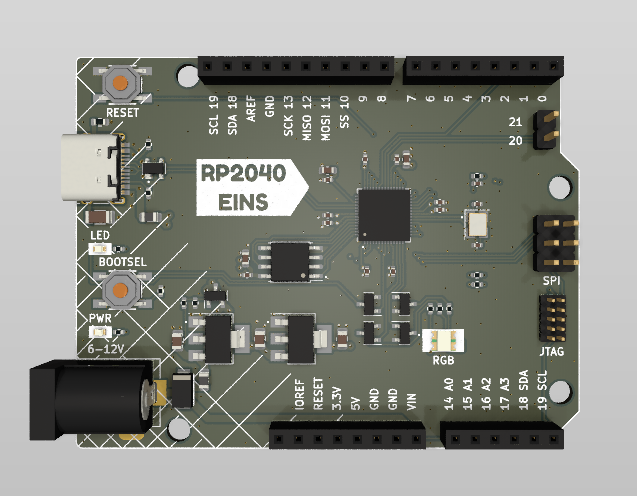 RESET
SCL 19
SDA 18
AREF
GND
SCK 13
MISO 12
MOSI 11
SS 10
9
8
7
6
5
4
3
2
1
0
21
20
RP2040
EINS
LED
BOOTSEL
SPI
PWR
6-12V
RGB
JTAG
IOREF
RESET
3.3V
5V
GND
GND
VIN
14 A0
15 A1
16 A2
17 A3
18 SDA
19 SCL